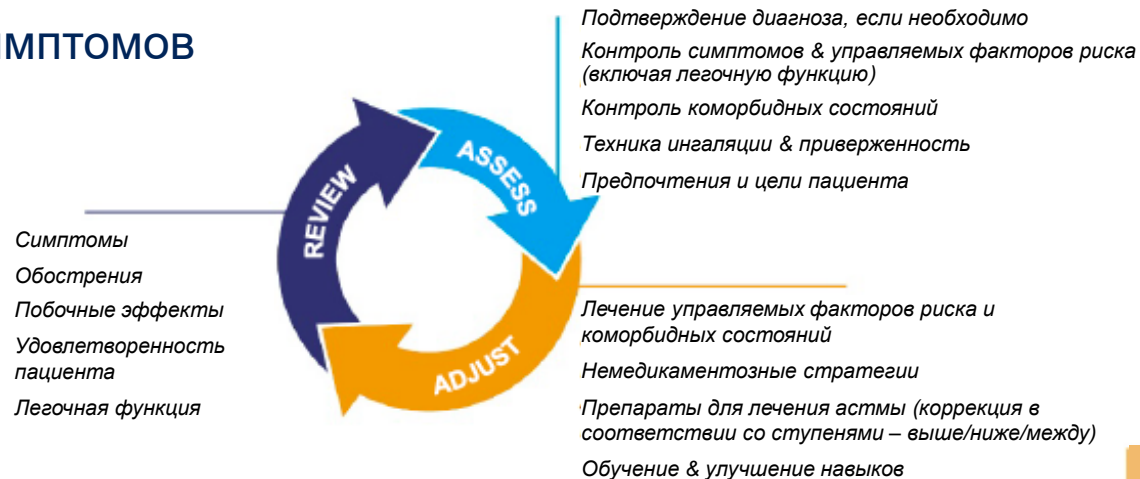 ИМПТОМОВ
Подтверждение диагноза, если необходимо
Контроль симптомов & управляемых факторов риска
(включая легочную функцию)
Контроль коморбидных состояний
Техника ингаляции & приверженность
Предпочтения и цели пациента
ASSESS
REVIEW
ADJUST
Симптомы
Обострения
Побочные эффекты
Удовлетворенность
пациента
Легочная функция
Лечение управляемых факторов риска и
коморбидных состояний
Немедикаментозные стратегии
Препараты для лечения астмы (коррекция в
соответствии со ступенями – выше/ниже/между)
Обучение & улучшение навыков